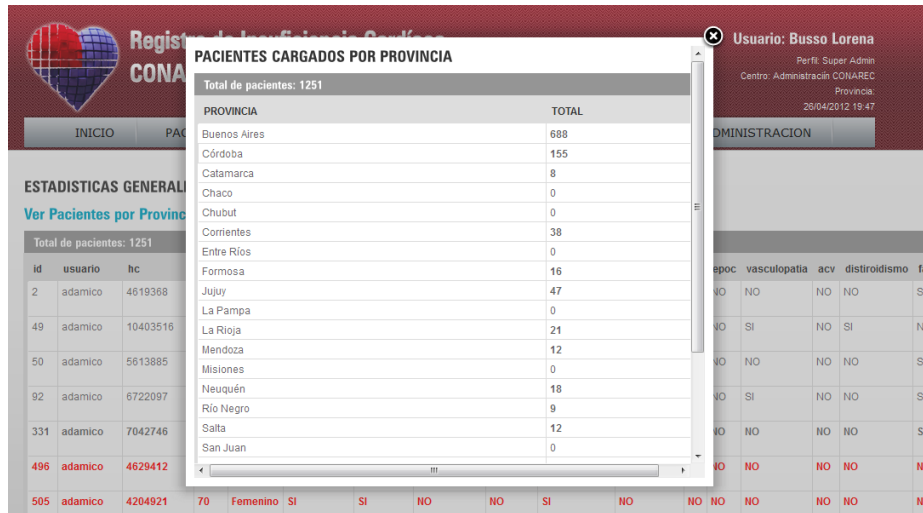 Regist
CONA
Usuario: Busso Lorena
Perfil: Super Admin
Centro: Administraciín CONAREC
Provincia:
26/04/2012 19:47
INICIO
DMINISTRACION
PACIENTES CARGADOS POR PROVINCIA
Total de pacientes: 1251
PROVINCIA TOTAL
Buenos Aires 688
Córdoba 155
Catamarca 8
Chaco 0
Chubut 0
Corrientes 38
Entre Ríos 0
Formosa 16
Jujuy 47
La Pampa 0
La Rioja 21
Mendoza 12
Misiones 0
Neuquén 18
Río Negro 9
Salta 12
San Juan 0
ESTADISTICAS GENERAL
Ver Pacientes por Provinc
Total de pacientes: 1251
id usuario hc epoc vasculopatia acv distiroidismo
2 adamico 4619368 NO NO NO NO
49 adamico 10403516 NO SI NO SI
50 adamico 5613885 NO NO NO NO
92 adamico 6722097 NO SI NO NO
331 adamico 7042746 NO NO NO NO
496 adamico 4629412 NO NO NO NO
505 adamico 4204921 70 Femenino SI SI NO NO SI NO NO NO NO NO NO